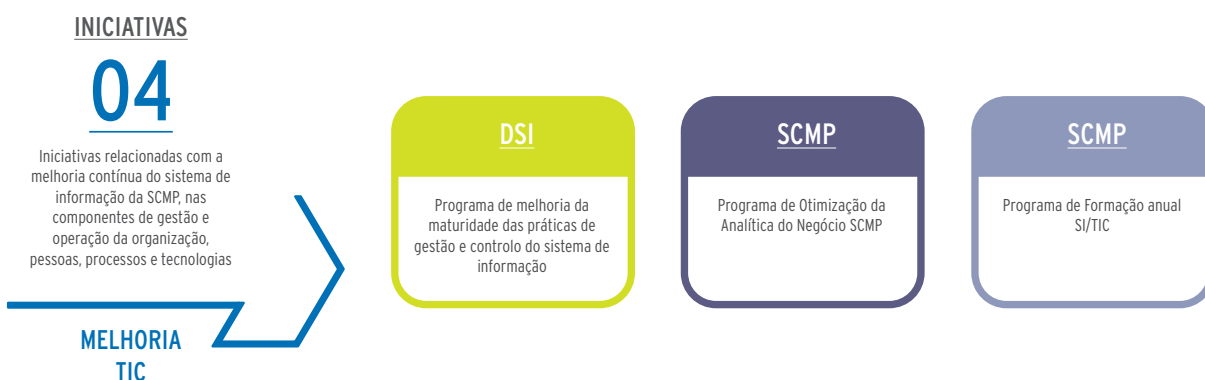 INICIATIVAS
04
Iniciativas relacionadas com a
melhoria contínua do sistema de
informação da SCMP, nas
componentes de gestão e
operação da organização,
pessoas, processos e tecnologias
MELHORIA
TIC
DSI
Programa de melhoria da
maturidade das práticas de
gestão e controlo do sistema de
informação
SCMP
Programa de Otimização da
Analítica do Negócio SCMP
SCMP
Programa de Formação anual
SI/TIC